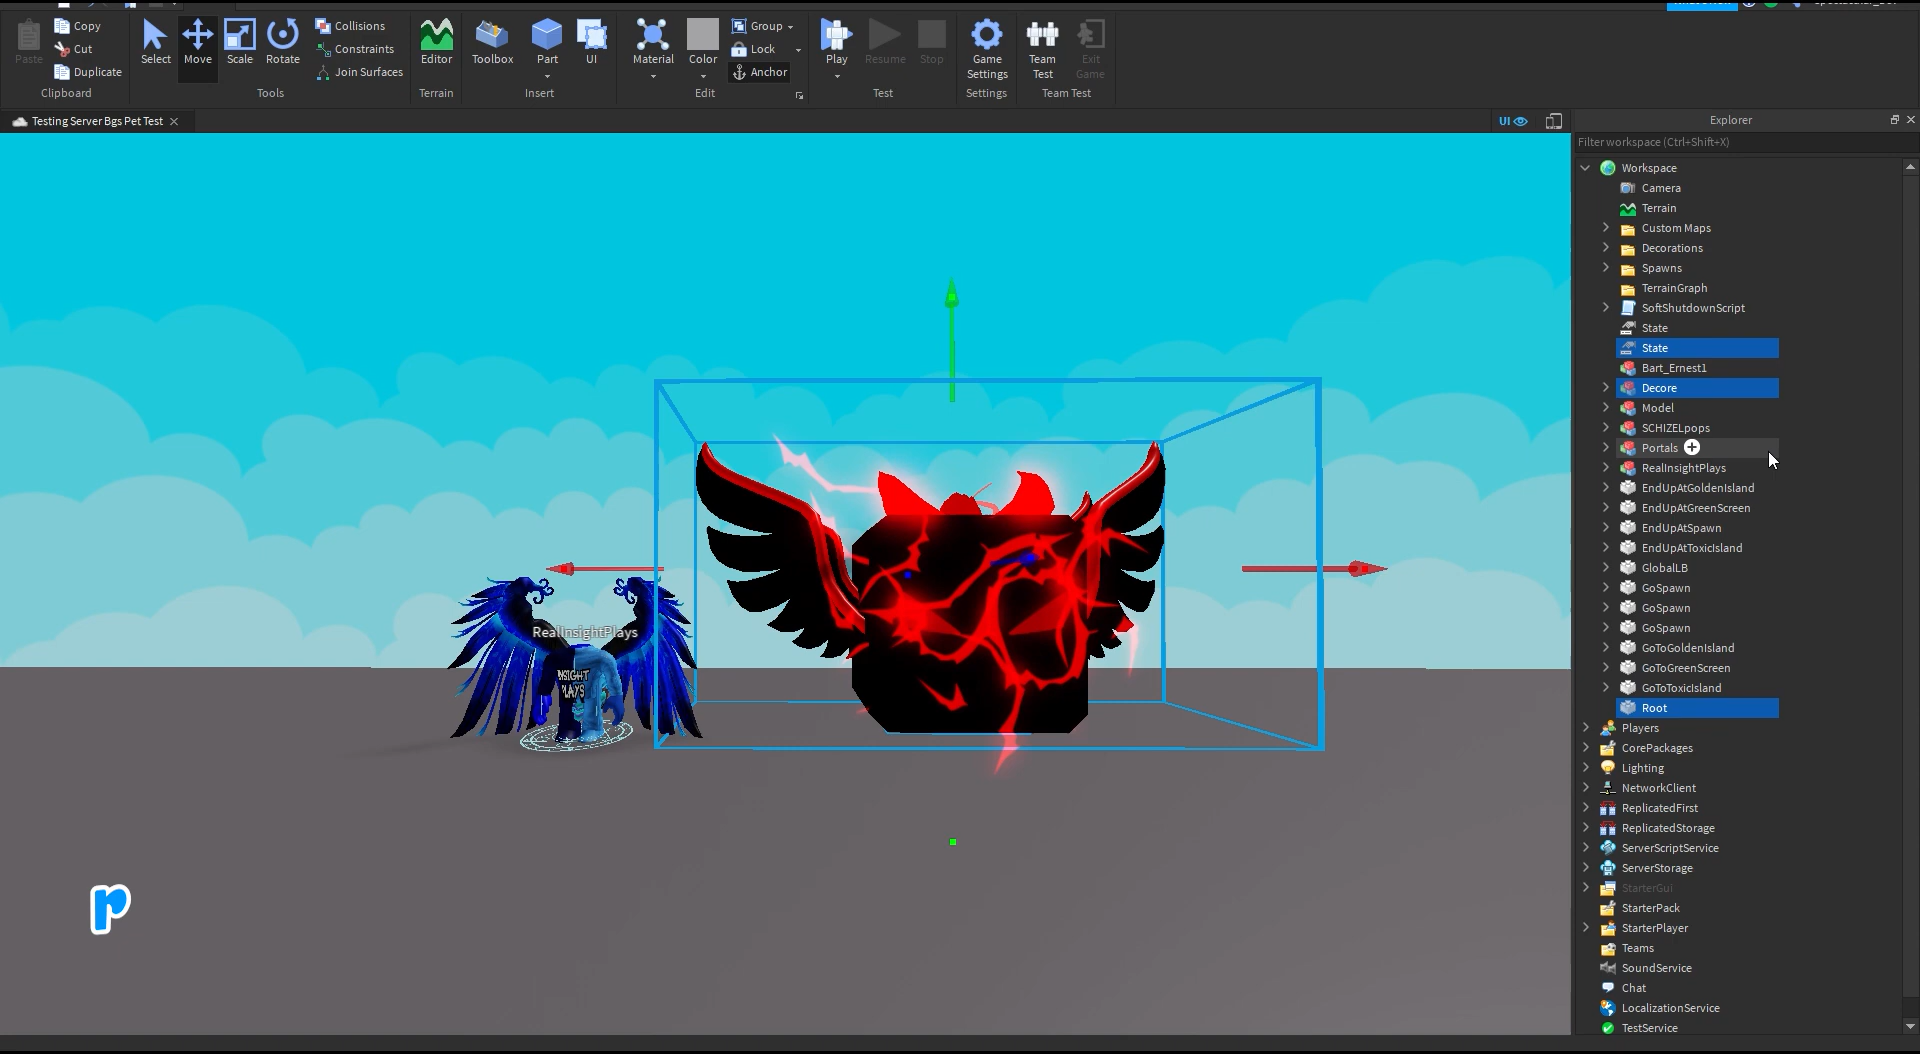 Copy
Cut
Duplicate
Paste
Clipboard
Select
Move
Scale
Rotate
Collisions
Constraints
Join Surfaces
Tools
Editor
Terrain
Toolbox
Part
UI
Insert
Material
Color
Group
Lock
Anchor
Edit
Play
Resume
Stop
Test
Game
Settings
Settings
Team
Test
Exit
Game
Team Test
Testing Server Bgs Pet Test
UI
Explorer
Filter workspace (Ctrl+Shift+X)
Workspace
Camera
Terrain
Custom Maps
Decorations
Spawns
TerrainGraph
SoftShutdownScript
State
State
Bart_Ernest1
Decore
Model
SCHIZELpops
Portals
RealInsightPlays
EndUpAtGoldenIsland
EndUpAtGreenScreen
EndUpAtSpawn
EndUpAtToxicIsland
GlobalLB
GoSpawn
GoSpawn
GoSpawn
GoToGoldenIsland
GoToGreenScreen
GoToToxicIsland
Root
Players
CorePackages
Lighting
NetworkClient
ReplicatedFirst
ReplicatedStorage
ServerScriptService
ServerStorage
StarterGui
StarterPack
StarterPlayer
Teams
SoundService
Chat
LocalizationService
TestService
RealInsightPlays
INSIGHT
PLAYS
r